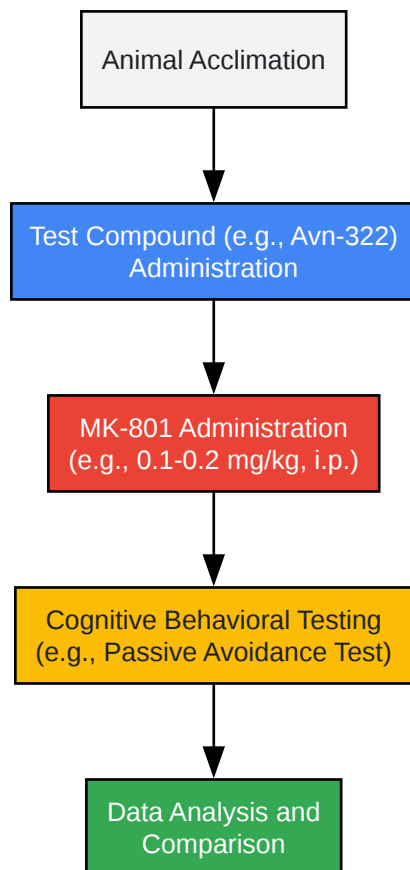 Animal Acclimation
Test Compound (e.g., Avn-322)
Administration
MK-801 Administration
(e.g., 0.1-0.2 mg/kg, i.p.)
Cognitive Behavioral Testing
(e.g., Passive Avoidance Test)
Data Analysis and
Comparison